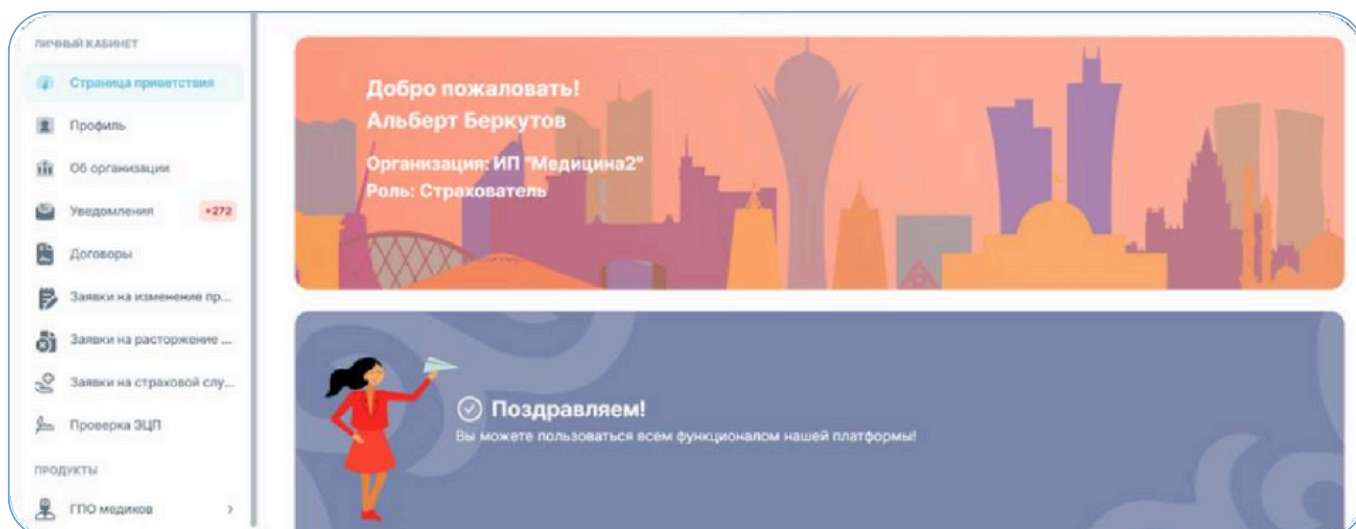 ЛИЧНЫЙ КАБИНЕТ
Страница приветствия
Профиль
Об организации
Уведомления +272
Договоры
Заявки на изменение пр...
Заявки на расторжение ...
Заявки на страховой слу...
Проверка ЭЦП
ПРОДУКТЫ
ГПО медиков
Добро пожаловать!
Альберт Беркутов
Организация: ИП "Медицина2"
Роль: Страхователь
Поздравляем!
Вы можете пользоваться всем функционалом нашей платформы!